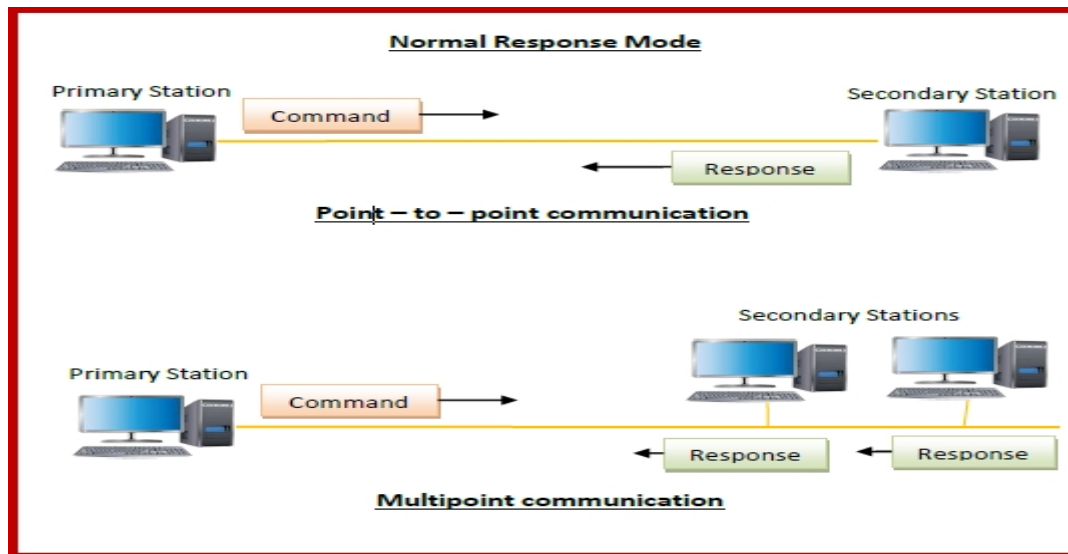 Normal Response Mode
Primary Station
Secondary Station
Command
Response
Point – to – point communication
Secondary Stations
Primary Station
Command
Response
Response
Multipoint communication